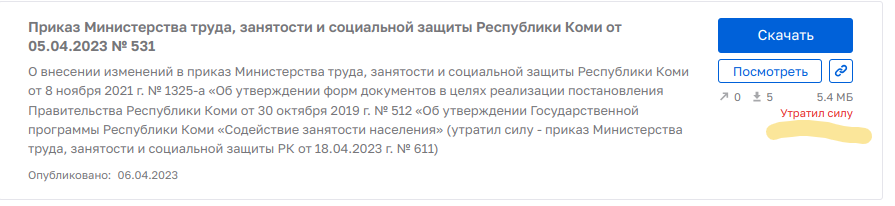 Приказ Министерства труда, занятости и социальной защиты Республики Коми от
05.04.2023 № 531
О внесении изменений в приказ Министерства труда, занятости и социальной защиты Республики Коми
от 8 ноября 2021 г. № 1325-а «Об утверждении форм документов в целях реализации постановления
Правительства Республики Коми от 30 октября 2019 г. № 512 «Об утверждении Государственной
программы Республики Коми «Содействие занятости населения» (утратил силу - приказ Министерства
труда, занятости и социальной защиты РК от 18.04.2023 г. № 611)
Опубликовано: 06.04.2023
Скачать
Посмотреть
0 5 5.4 МБ
Утратил силу